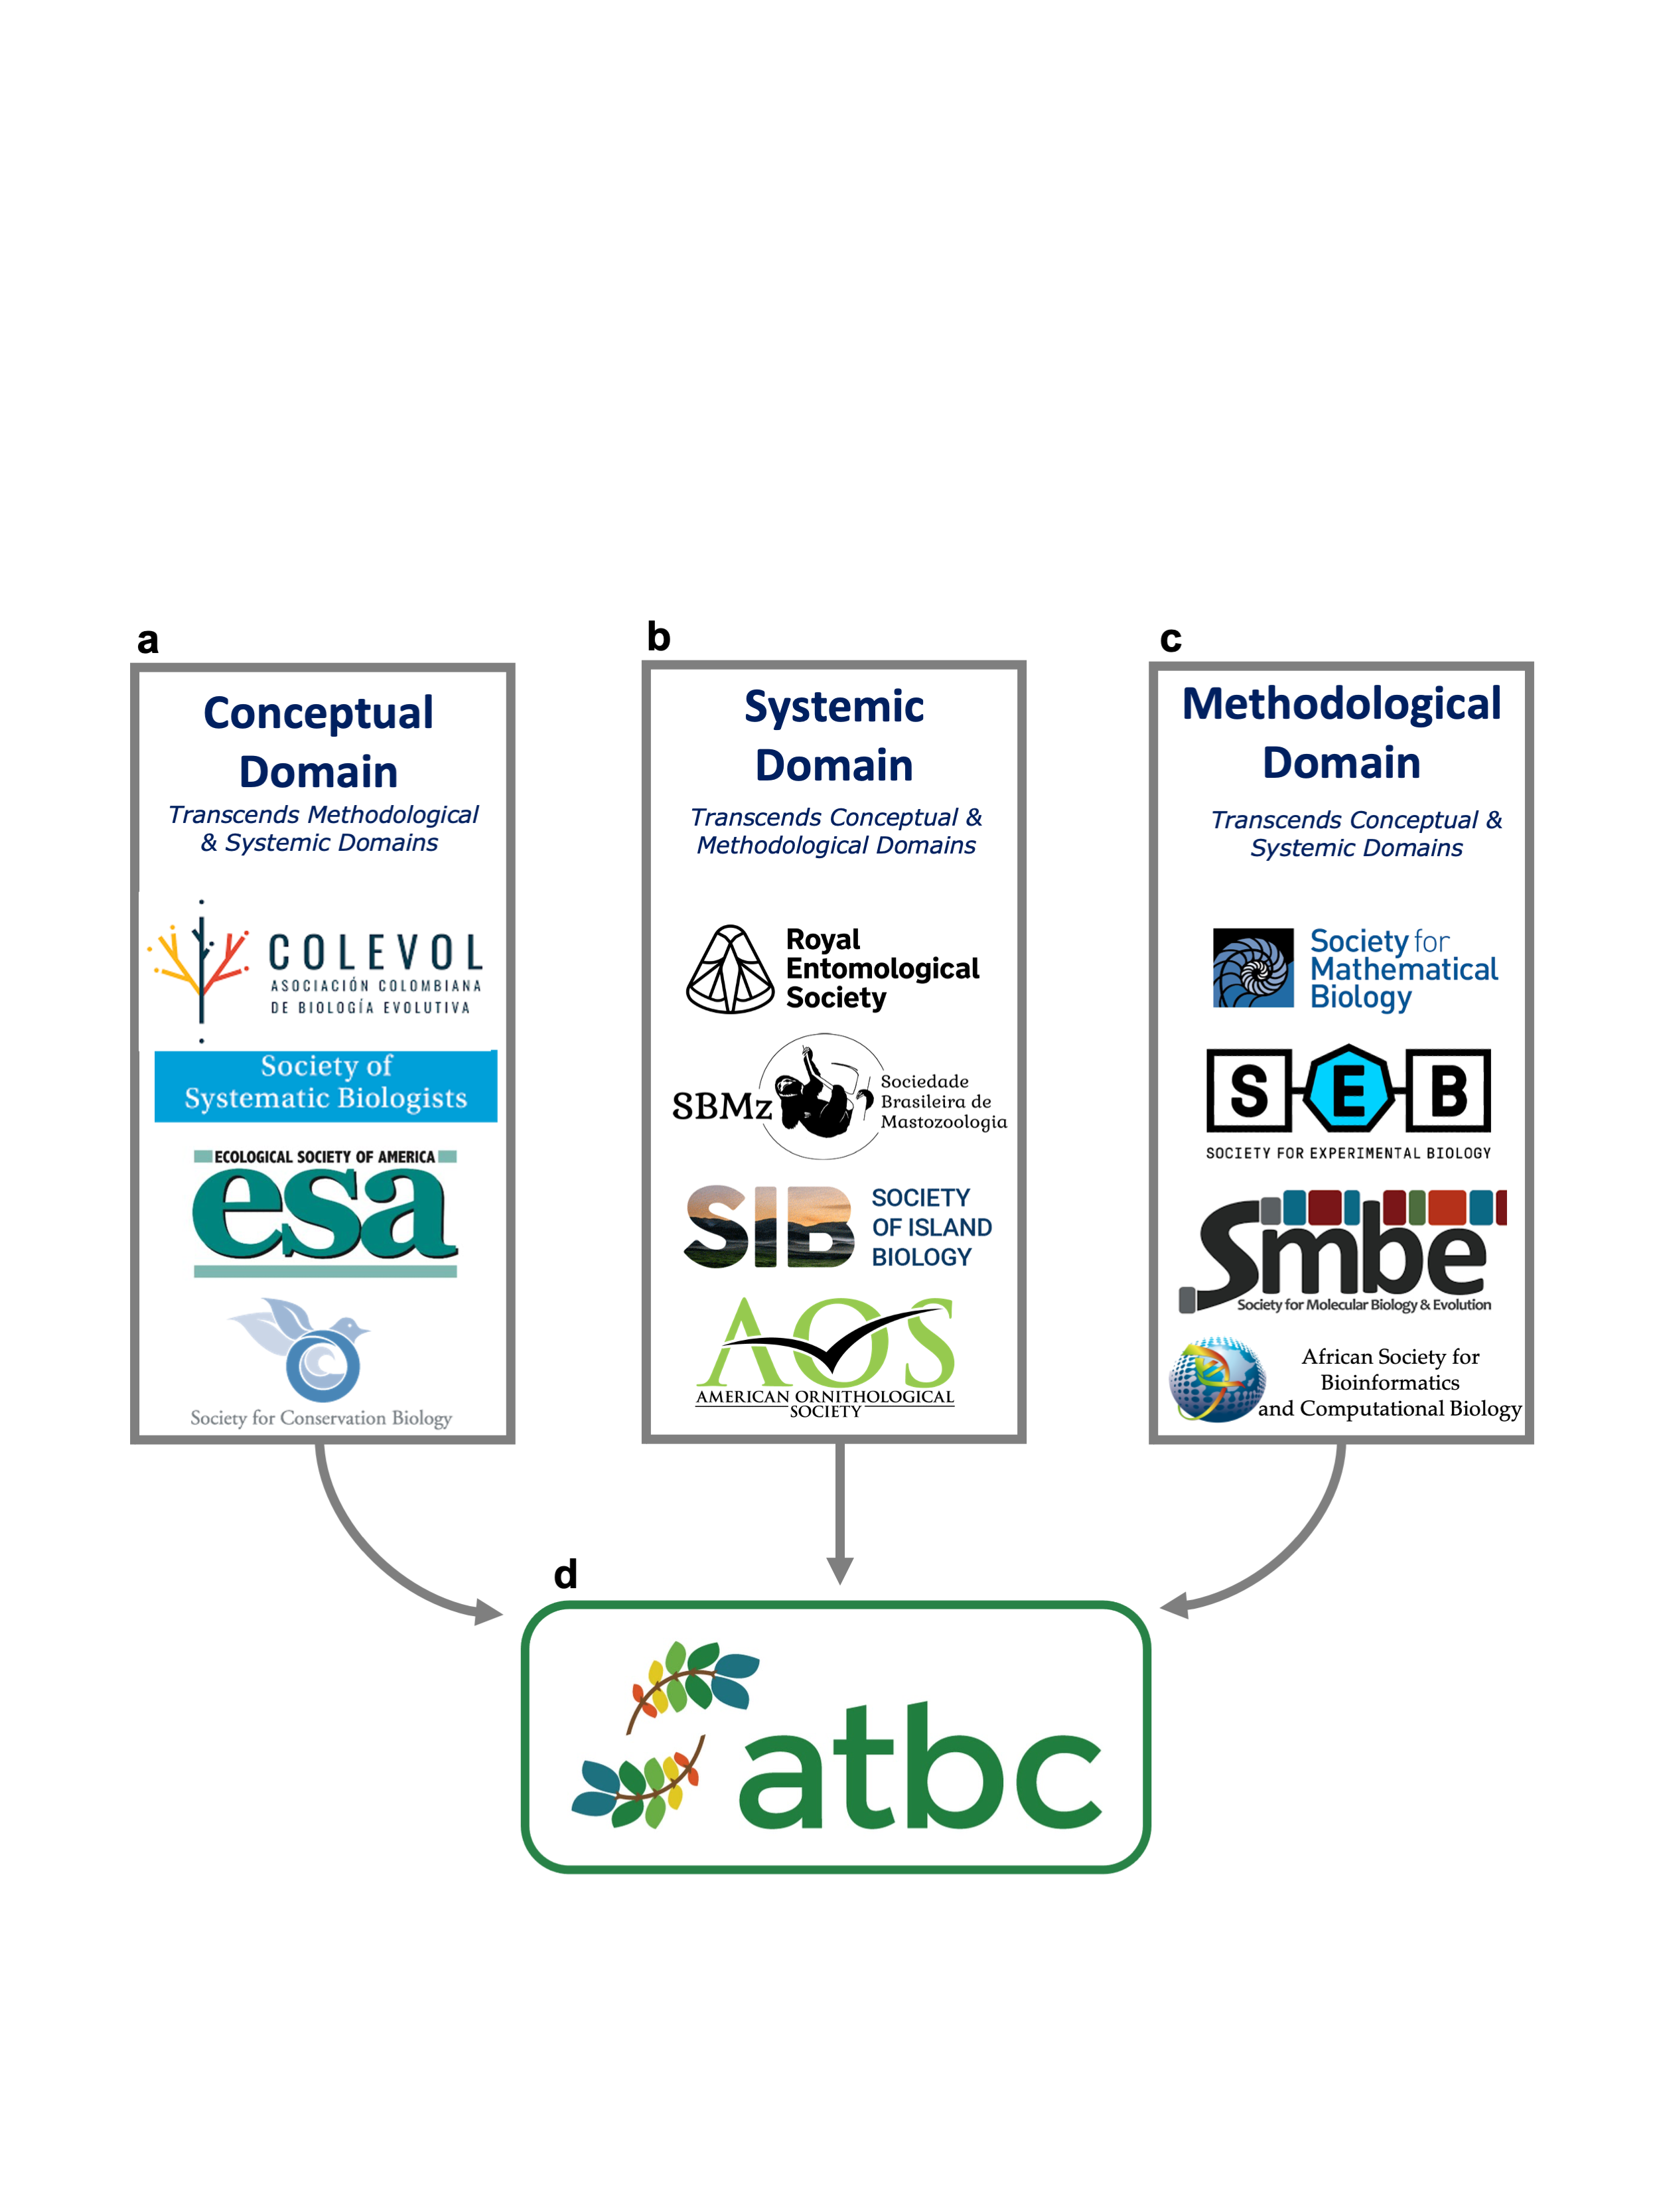 a
Conceptual
Domain
Transcends Methodological
& Systemic Domains
COLEVOL
ASOCIACIÓN COLOMBIANA
DE BIOLOGÍA EVOLUTIVA
Society of
Systematic Biologists
ECOLOGICAL SOCIETY OF AMERICA
esa
Society for Conservation Biology
b
Systemic
Domain
Transcends Conceptual &
Methodological Domains
Royal
Entomological
Society
SBMz
Sociedade
Brasileira de
Mastozoologia
SIB
SOCIETY
OF ISLAND
BIOLOGY
AOS
AMERICAN ORNITHOLOGICAL
SOCIETY
c
Methodological
Domain
Transcends Conceptual &
Systemic Domains
Society for
Mathematical
Biology
SEB
SOCIETY FOR EXPERIMENTAL BIOLOGY
Smbe
Society for Molecular Biology & Evolution
African Society for
Bioinformatics
and Computational Biology
d
atbc